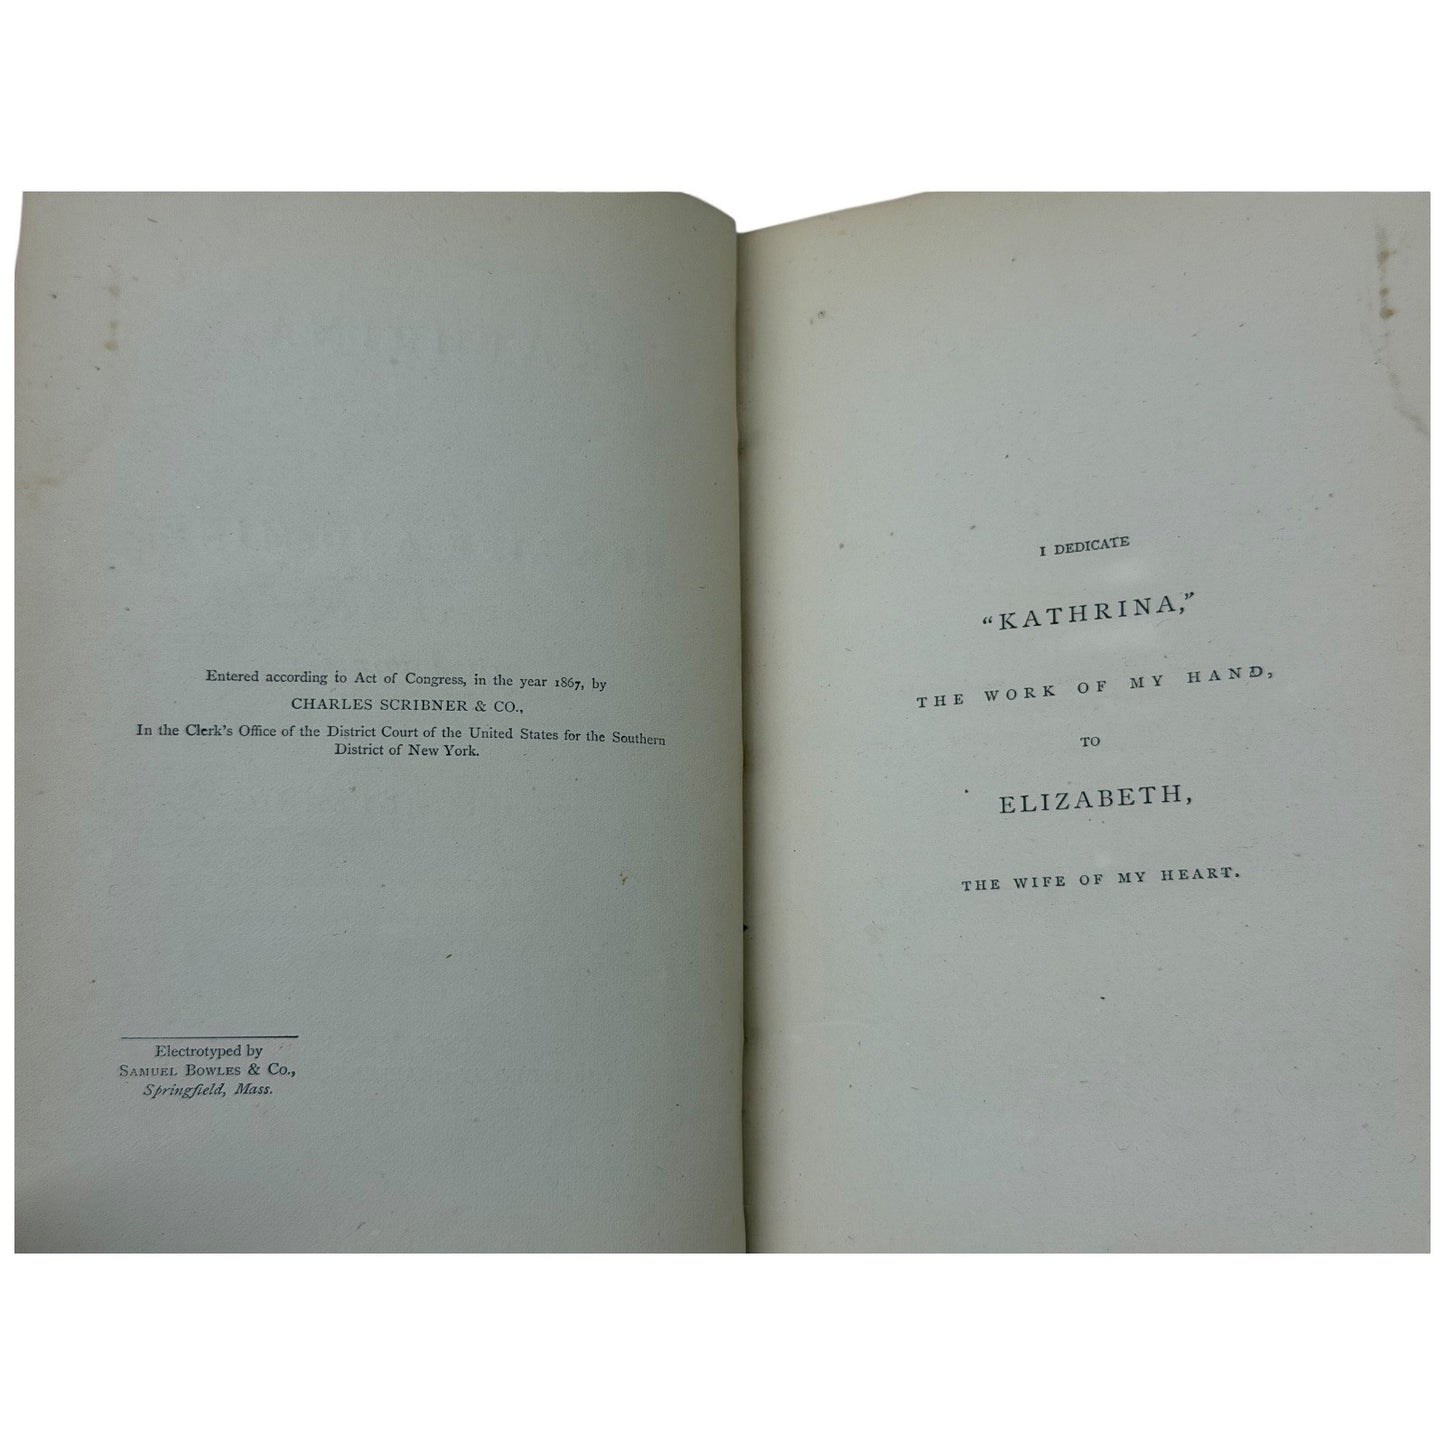 Entered according to Act of Congress, in the year 1867, by
CHARLES SCRIBNER & CO.,
In the Clerk's Office of the District Court of the United States for the Southern
District of New York.
Electrotyped by
SAMUEL BOWLES & CO.,
Springfield, Mass.
I DEDICATE
"KATHRINA,"
THE WORK OF MY HAND,
TO
ELIZABETH,
THE WIFE OF MY HEART.